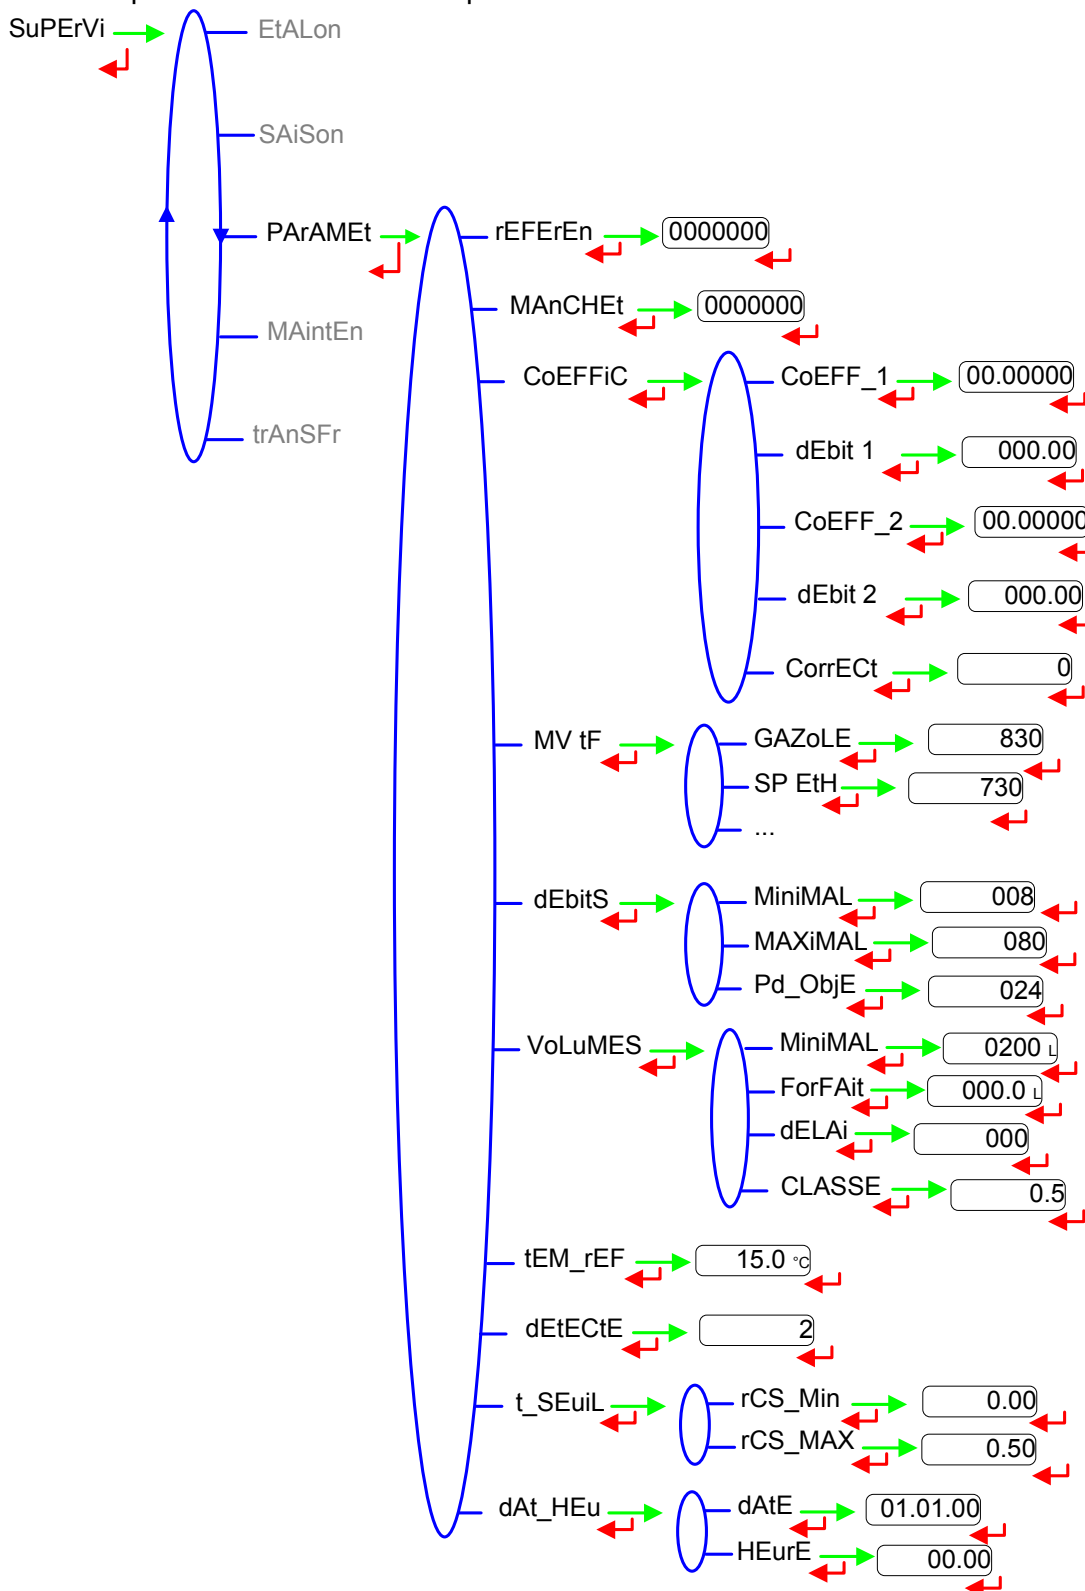 SuPErVi
EtALon
SAiSon
PArAMEt
rEFErEn
0000000
MAnCHEt
0000000
CoEFFiC
CoEFF_1
00.00000
dEbit 1
000.00
CoEFF_2
00.00000
dEbit 2
000.00
CorrECt
0
MAintEn
trAnSFr
MV tF
GAZoLE
830
SP EtH
730
...
dEbitS
MiniMAL
008
MAXiMAL
080
Pd_ObjE
024
VoLuMES
MiniMAL
0200 L
ForFAit
000.0 L
dELAi
000
CLASSE
0.5
tEM_rEF
15.0 °C
dEtECtE
2
t_SEuiL
rCS_Min
0.00
rCS_MAX
0.50
dAt_HEu
dAtE
01.01.00
HEurE
00.00